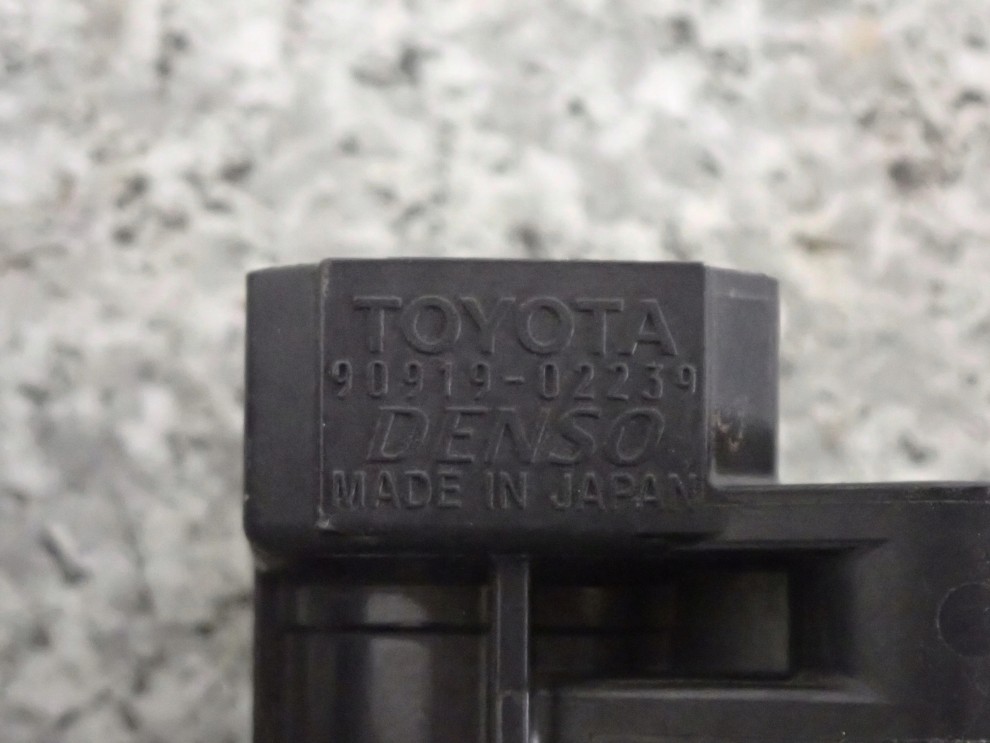 TOYOTA
90919-02239
DENSO
MADE IN JAPAN